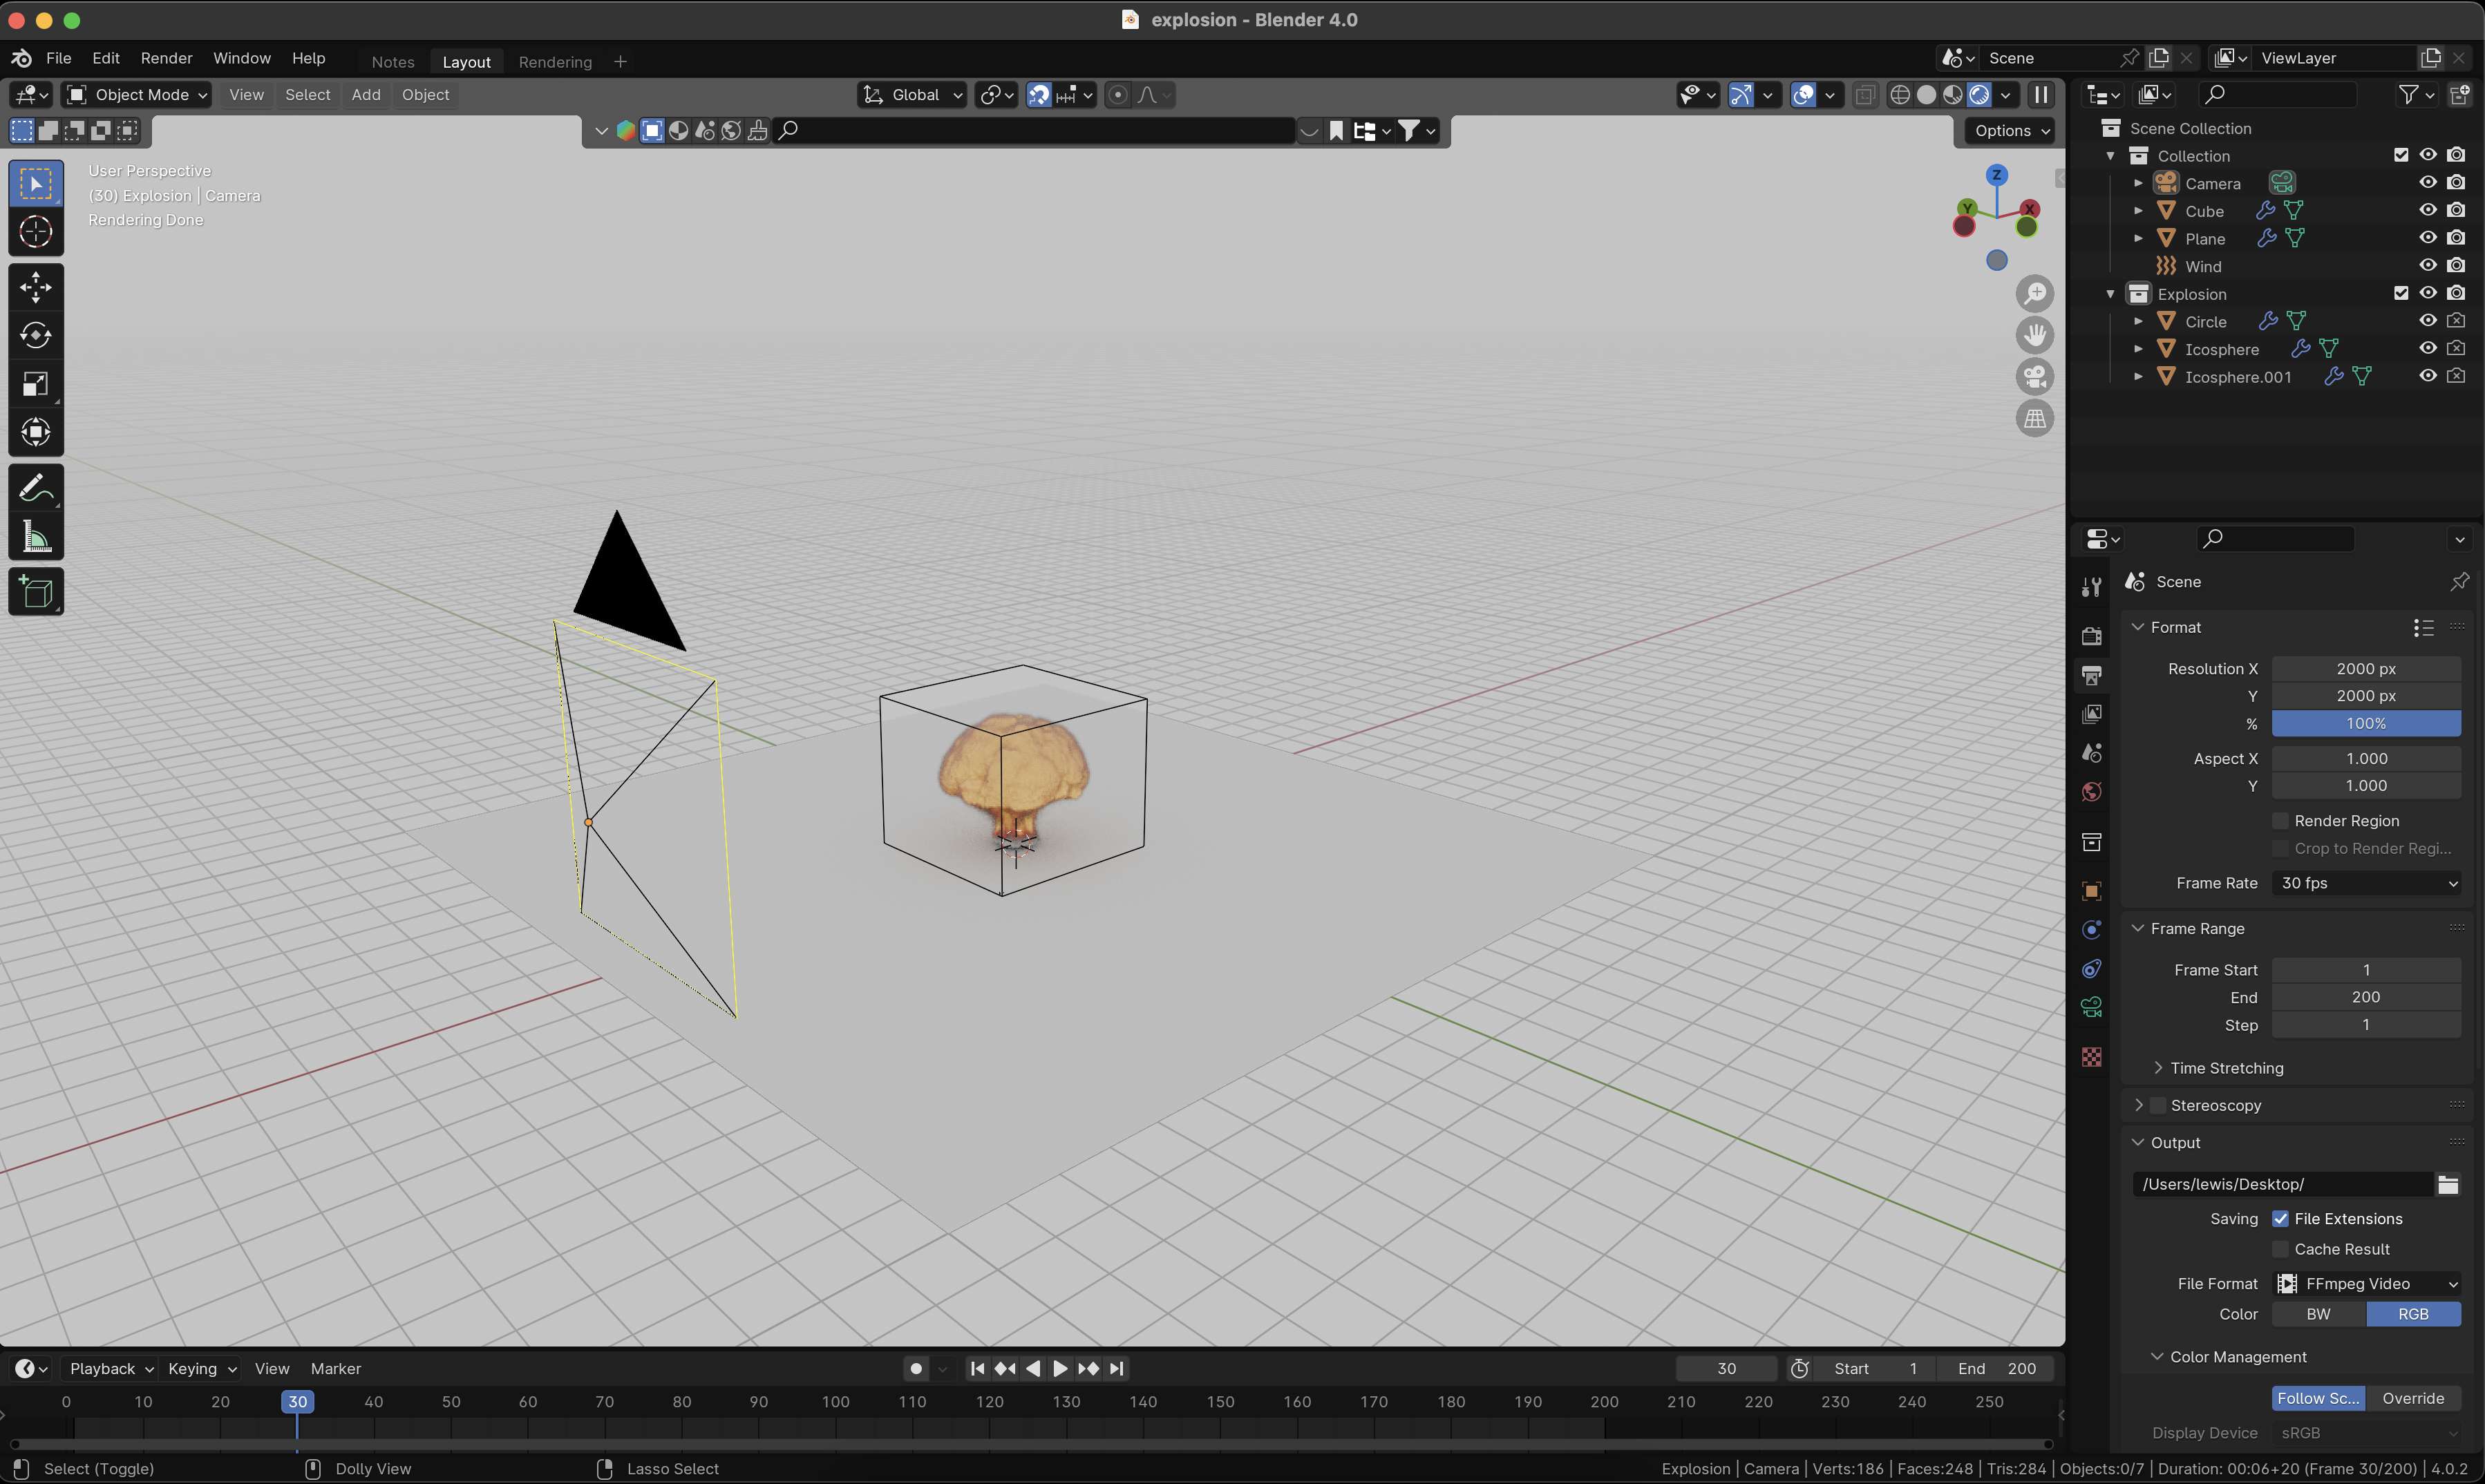 explosion - Blender 4.0
File Edit Render Window Help Notes Layout Rendering + Scene ViewLayer
Object Mode View Select Add Object Global
Options
User Perspective
(30) Explosion | Camera
Rendering Done
Z
Y X
Scene Collection
Collection
Camera
Cube
Plane
Wind
Explosion
Circle
Icosphere
Icosphere.001
Scene
Format
Resolution X 2000 px
Y 2000 px
% 100%
Aspect X 1.000
Y 1.000
Render Region
Crop to Render Regi...
Frame Rate 30 fps
Frame Range
Frame Start 1
End 200
Step 1
Time Stretching
Stereoscopy
Output
/Users/lewis/Desktop/
Saving File Extensions
Cache Result
File Format FFmpeg Video
Color BW RGB
Color Management
Follow Sc... Override
Display Device sRGB
Playback Keying View Marker 30 Start 1 End 200
0 10 20 30 40 50 60 70 80 90 100 110 120 130 140 150 160 170 180 190 200 210 220 230 240 250
Select (Toggle) Dolly View Lasso Select Explosion | Camera | Verts:186 | Faces:248 | Tris:284 | Objects:0/7 | Duration: 00:06+20 (Frame 30/200) | 4.0.2